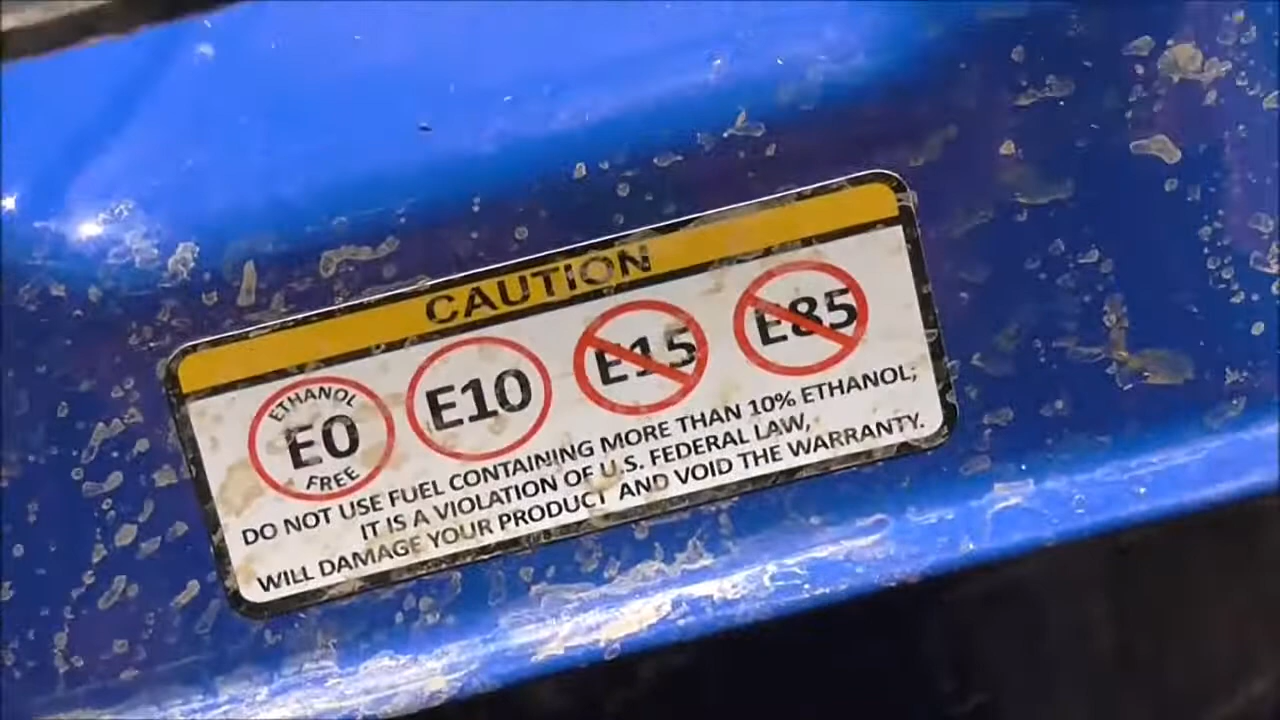 CAUTION
ETHANOL
E0
FREE
E10
E15
E85
DO NOT USE FUEL CONTAINING MORE THAN 10% ETHANOL;
IT IS A VIOLATION OF U.S. FEDERAL LAW,
WILL DAMAGE YOUR PRODUCT AND VOID THE WARRANTY.